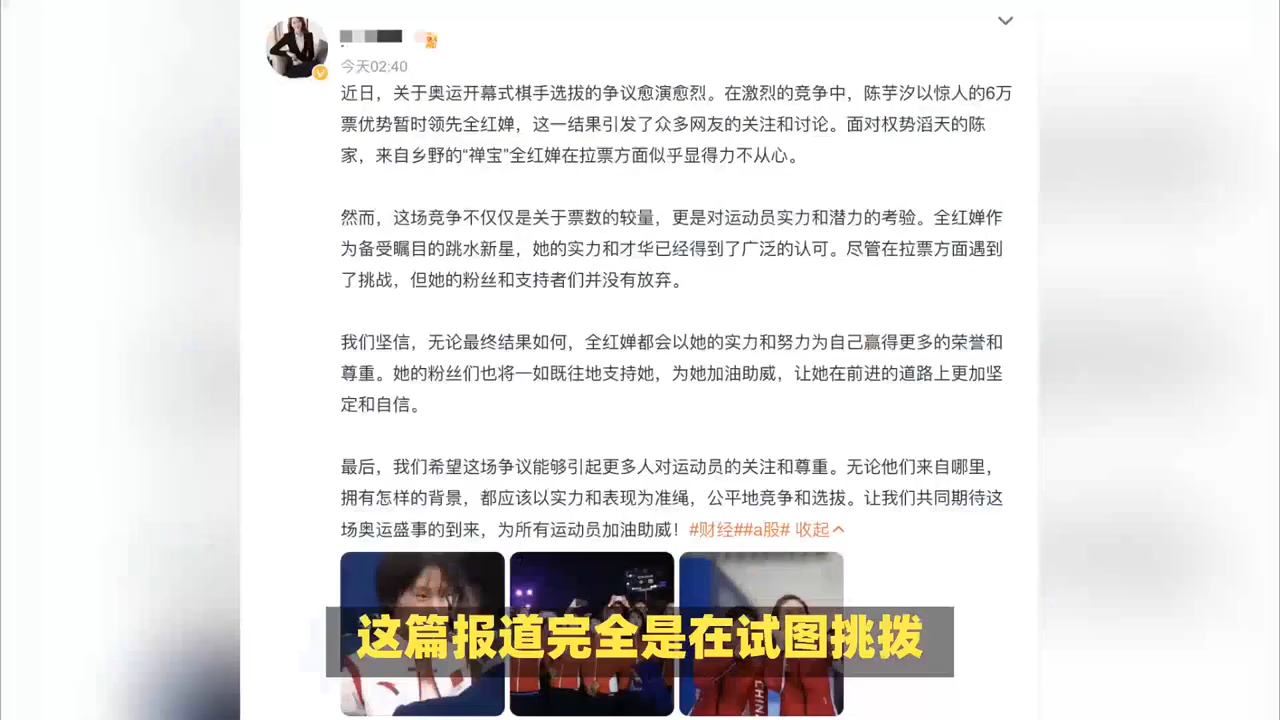 今天02:40
近日，关于奥运开幕式棋手选拔的争议愈演愈烈。在激烈的竞争中，陈芋汐以惊人的6万
票优势暂时领先全红婵，这一结果引发了众多网友的关注和讨论。面对权势滔天的陈
家，来自乡野的“禅宝”全红婵在拉票方面似乎显得力不从心。
然而，这场竞争不仅仅是关于票数的较量，更是对运动员实力和潜力的考验。全红婵作
为备受瞩目的跳水新星，她的实力和才华已经得到了广泛的认可。尽管在拉票方面遇到
了挑战，但她的粉丝和支持者们并没有放弃。
我们坚信，无论最终结果如何，全红婵都会以她的实力和努力为自己赢得更多的荣誉和
尊重。她的粉丝们也将一如既往地支持她，为她加油助威，让她在前进的道路上更加坚
定和自信。
最后，我们希望这场争议能够引起更多人对运动员的关注和尊重。无论他们来自哪里，
拥有怎样的背景，都应该以实力和表现为准绳，公平地竞争和选拔。让我们共同期待这
场奥运盛事的到来，为所有运动员加油助威！#财经##a股# 收起
这篇报道完全是在试图挑拨
CHINA